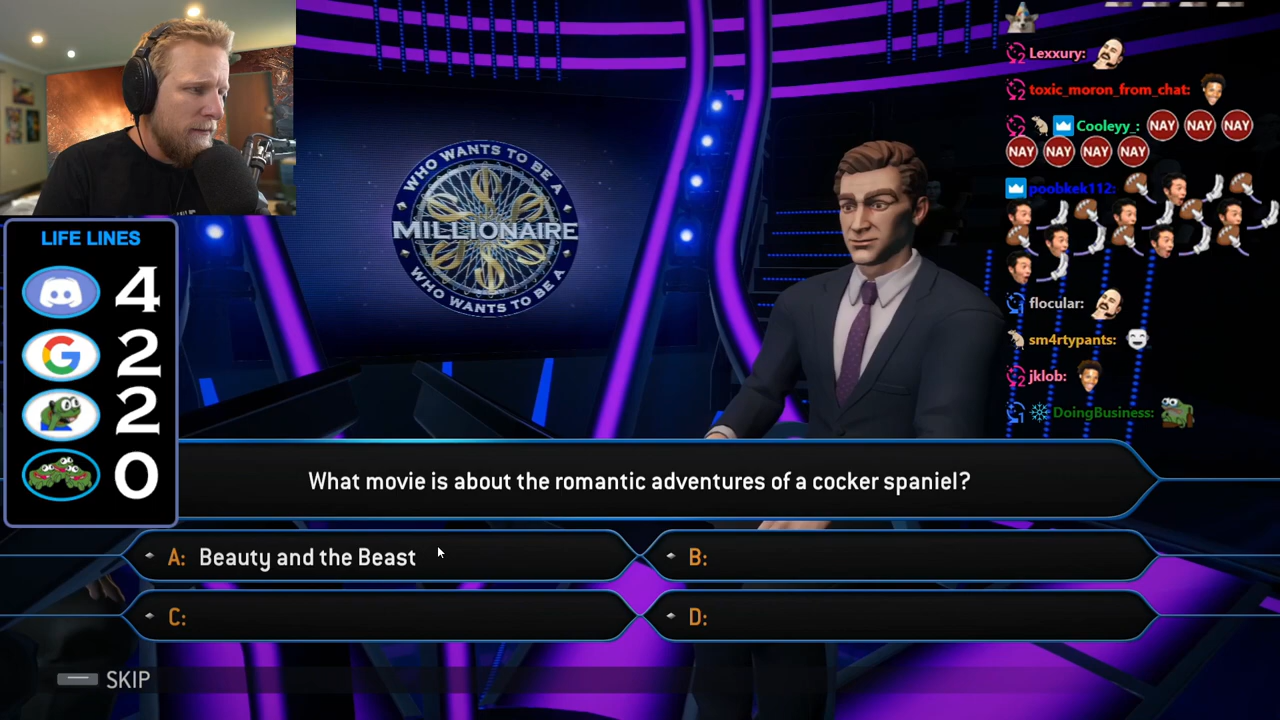 LIFE LINES
4
2
2
0
WHO WANTS TO BE A
MILLIONAIRE
WHO WANTS TO BE A
Lexxury:
toxic_moron_from_chat:
Cooleyy_: NAY NAY NAY
NAY NAY NAY NAY
poobkek112:
flocular:
sm4rtypants:
jklob:
DoingBusiness:
What movie is about the romantic adventures of a cocker spaniel?
A: Beauty and the Beast
B:
C:
D:
SKIP